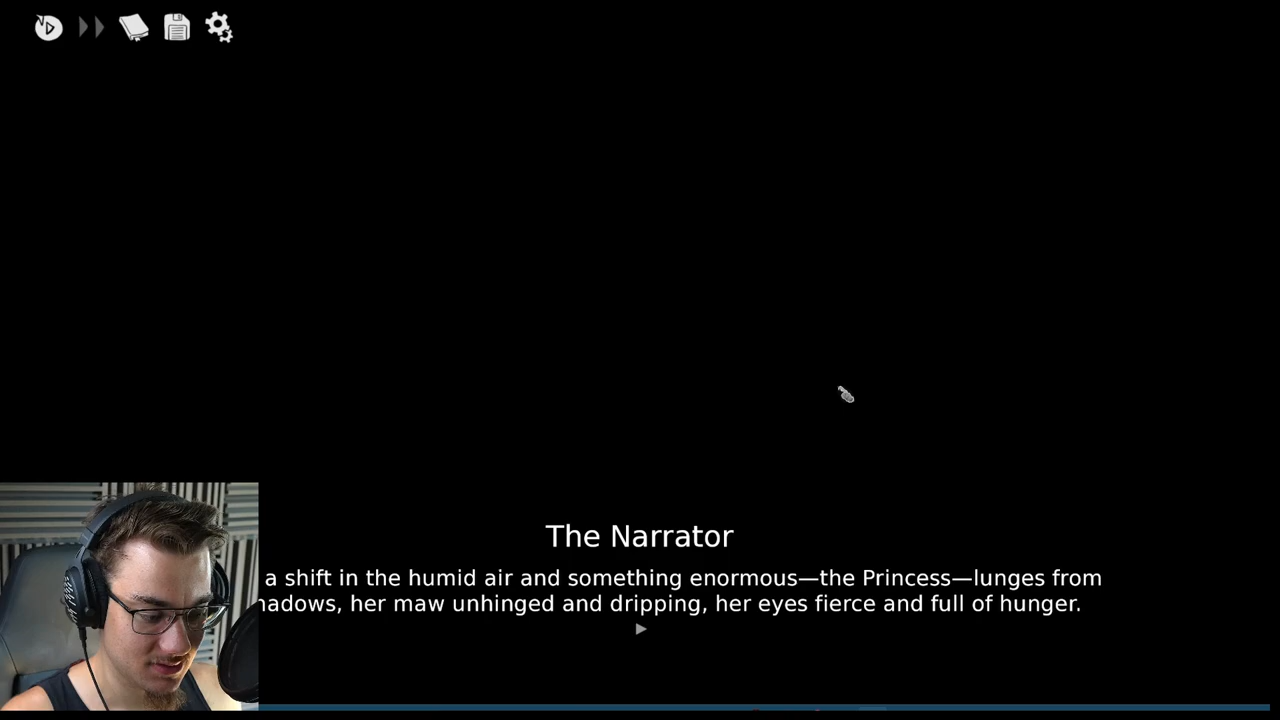 The Narrator
a shift in the humid air and something enormous—the Princess—lunges from
hadows, her maw unhinged and dripping, her eyes fierce and full of hunger.